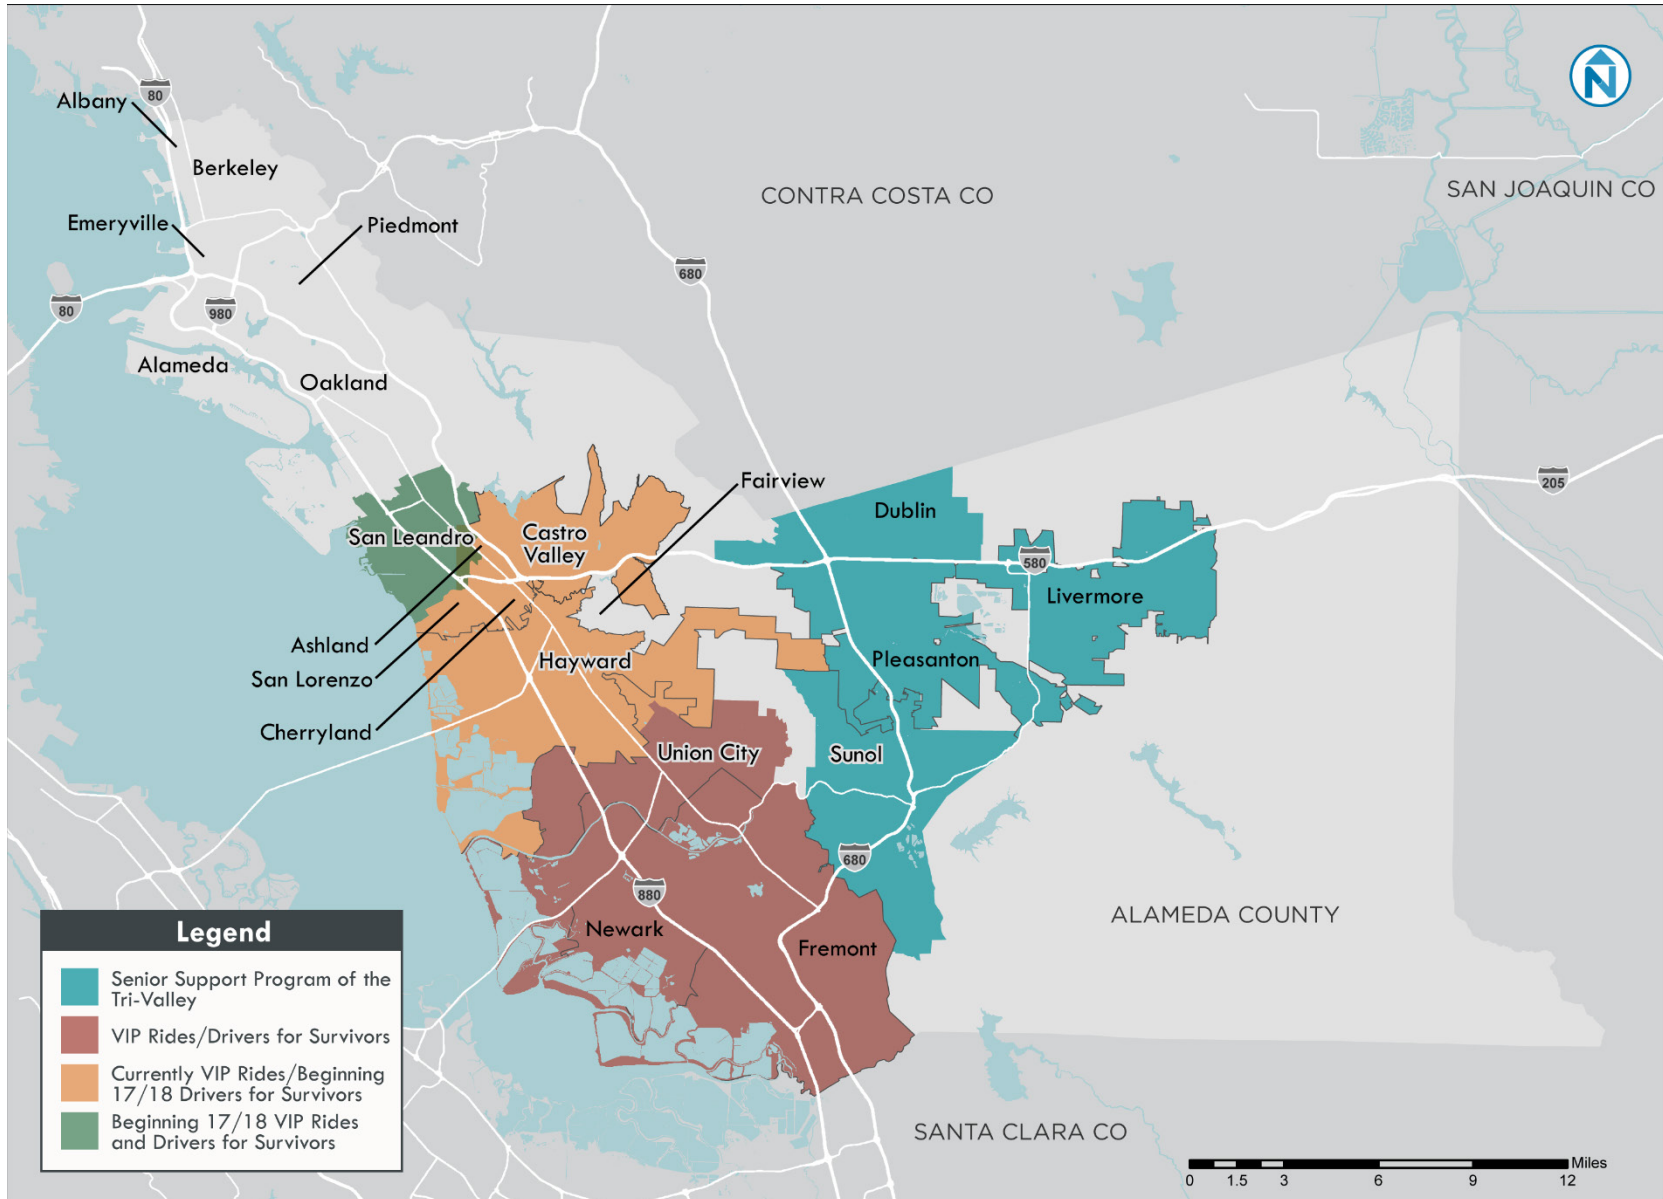 N
80
Albany
Berkeley
CONTRA COSTA CO
SAN JOAQUIN CO
Emeryville
Piedmont
680
80
980
Alameda
Oakland
Fairview
205
Dublin
San Leandro
Castro
Valley
580
Livermore
Ashland
Hayward
Pleasanton
San Lorenzo
Cherryland
Union City
Sunol
680
880
ALAMEDA COUNTY
Newark
Fremont
Legend
Senior Support Program of the
Tri-Valley
VIP Rides/Drivers for Survivors
Currently VIP Rides/Beginning
17/18 Drivers for Survivors
Beginning 17/18 VIP Rides
and Drivers for Survivors
SANTA CLARA CO
Miles
0 1.5 3 6 9 12